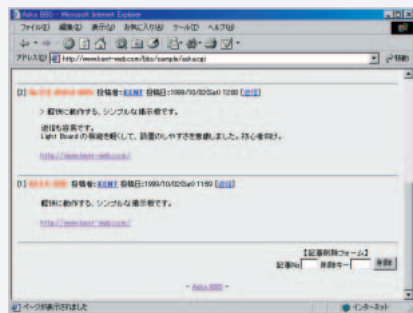 Aska BBS - Microsoft Internet Explorer
ファイル(F) 編集(E) 表示(V) お気に入り(A) ツール(T) ヘルプ(H)
アドレス(D) http://www.kent-web.com/bbs/sample/aska.cgi 移動
[2] 投稿者:KENT 投稿日:1999/10/02(Sat) 12:00 [返信]
> 軽快に動作する、シンプルな掲示板です。
返信も容易です。
Light Board の機能を軽くして、設置のしやすさを意識しました。初心者向け。
http://www.kent-web.com/
[1] 投稿者:KENT 投稿日:1999/10/02(Sat) 11:59 [返信]
軽快に動作する、シンプルな掲示板です。
http://www.kent-web.com/
【記事削除フォーム】
記事No 削除キー 削除
- Aska BBS -
ページが表示されました インターネット